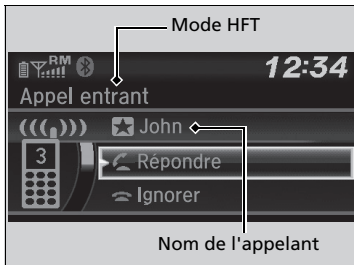 Mode HFT
RM
12:34
Appel entrant
John
3
Répondre
Ignorer
Nom de l'appelant